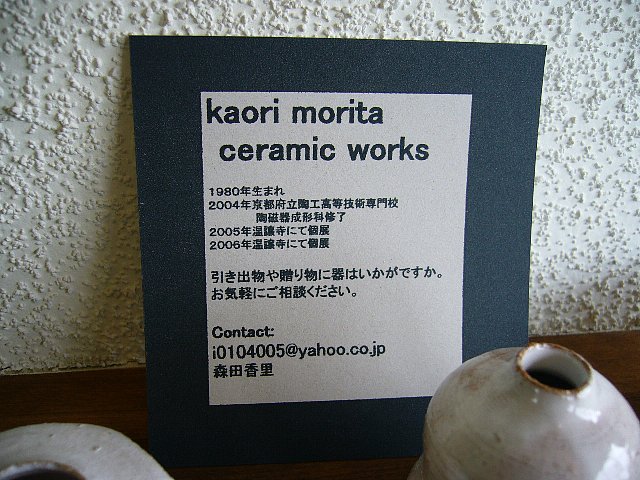 kaori morita
ceramic works
1980年生まれ
2004年京都府立陶工高等技術専門校
陶磁器成形科修了
2005年温讓寺にて個展
2006年温讓寺にて個展
引き出物や贈り物に器はいかがですか。
お気軽にご相談ください。
Contact:
i0104005@yahoo.co.jp
森田香里